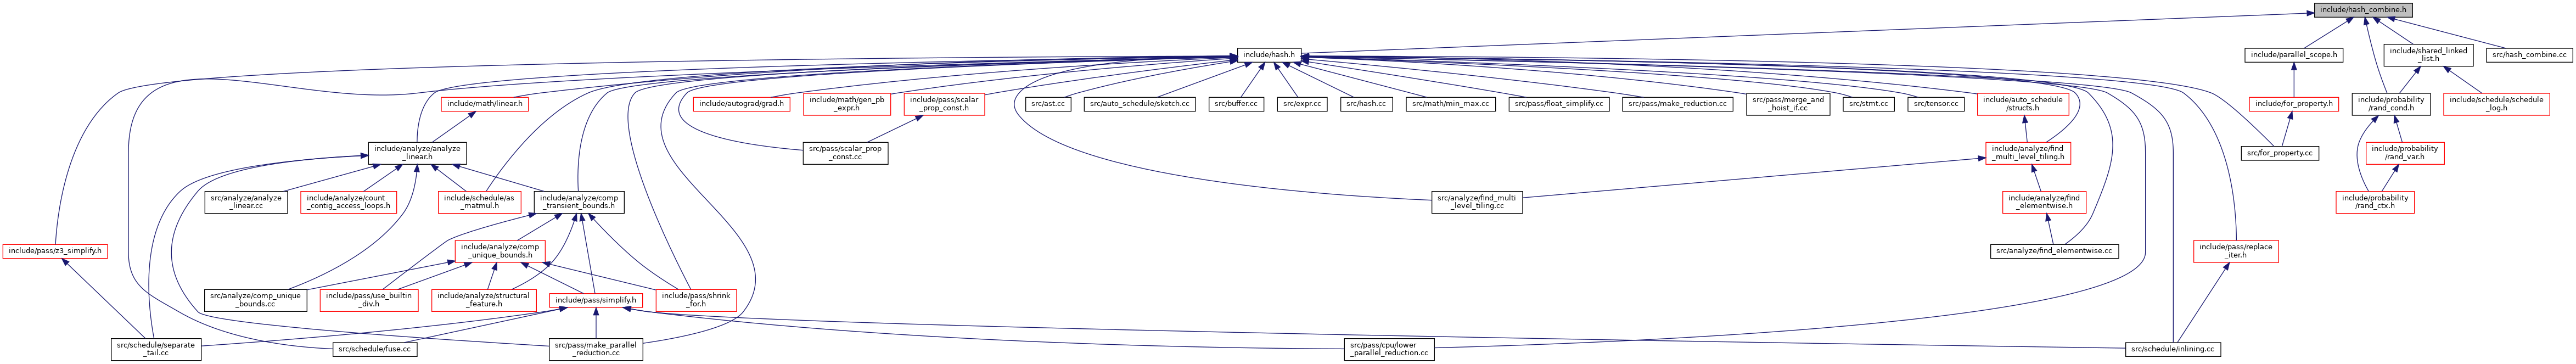 include/hash_combine.h
include/hash.h
include/parallel_scope.h
include/shared_linked
_list.h
src/hash_combine.cc
include/math/linear.h
include/autograd/grad.h
include/math/gen_pb
_expr.h
include/pass/scalar
_prop_const.h
src/ast.cc
src/auto_schedule/sketch.cc
src/buffer.cc
src/expr.cc
src/hash.cc
src/math/min_max.cc
src/pass/float_simplify.cc
src/pass/make_reduction.cc
src/pass/merge_and
_hoist_if.cc
src/stmt.cc
src/tensor.cc
include/auto_schedule
/structs.h
include/for_property.h
include/probability
/rand_cond.h
include/schedule/schedule
_log.h
include/analyze/analyze
_linear.h
src/pass/scalar_prop
_const.cc
include/analyze/find
_multi_level_tiling.h
src/for_property.cc
include/probability
/rand_var.h
src/analyze/analyze
_linear.cc
include/analyze/count
_contig_access_loops.h
include/schedule/as
_matmul.h
include/analyze/comp
_transient_bounds.h
src/analyze/find_multi
_level_tiling.cc
include/analyze/find
_elementwise.h
include/probability
/rand_ctx.h
include/pass/z3_simplify.h
include/analyze/comp
_unique_bounds.h
src/analyze/find_elementwise.cc
include/pass/replace
_iter.h
src/analyze/comp_unique
_bounds.cc
include/pass/use_builtin
_div.h
include/analyze/structural
_feature.h
include/pass/simplify.h
include/pass/shrink
_for.h
src/schedule/separate
_tail.cc
src/schedule/fuse.cc
src/pass/make_parallel
_reduction.cc
src/pass/cpu/lower
_parallel_reduction.cc
src/schedule/inlining.cc